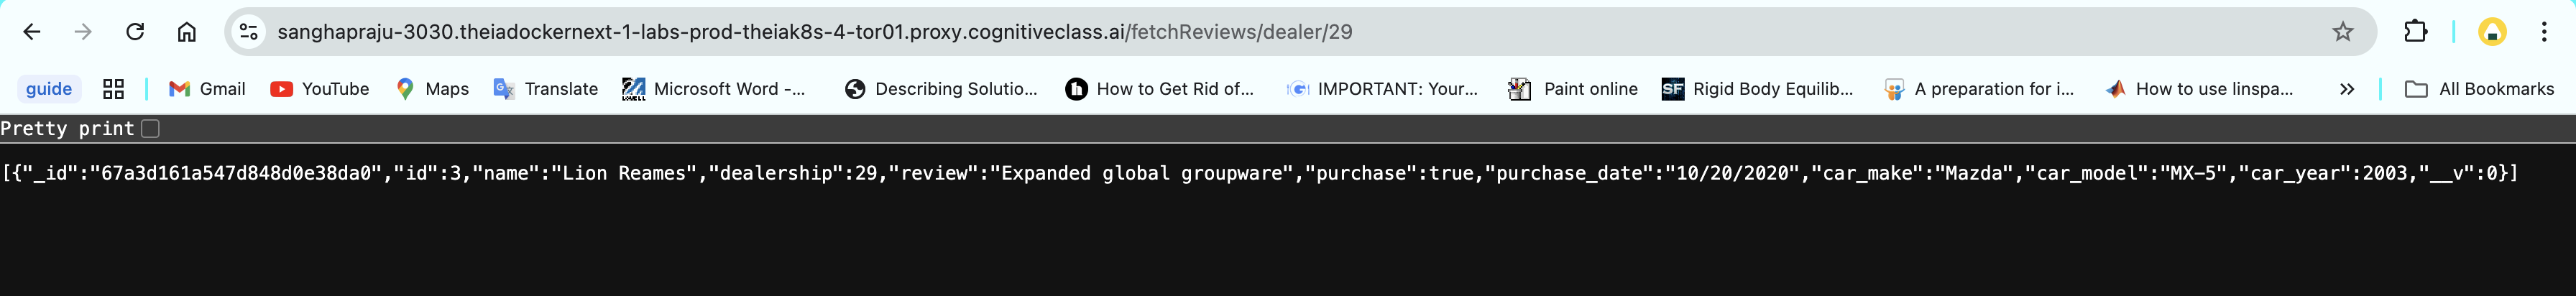 sanghapraju-3030.theiadockernext-1-labs-prod-theiak8s-4-tor01.proxy.cognitiveclass.ai/fetchReviews/dealer/29
guide Gmail YouTube Maps Translate Microsoft Word -... Describing Solutio... How to Get Rid of... IMPORTANT: Your... Paint online Rigid Body Equilib... A preparation for i... How to use linspa... » All Bookmarks
Pretty print
[{"_id":"67a3d161a547d848d0e38da0","id":3,"name":"Lion Reames","dealership":29,"review":"Expanded global groupware","purchase":true,"purchase_date":"10/20/2020","car_make":"Mazda","car_model":"MX-5","car_year":2003,"__v":0}]